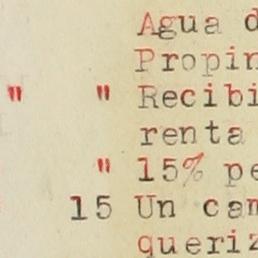 Agua d
Propin
" " Recibi
renta
" 15% pe
15 Un cam
queriz